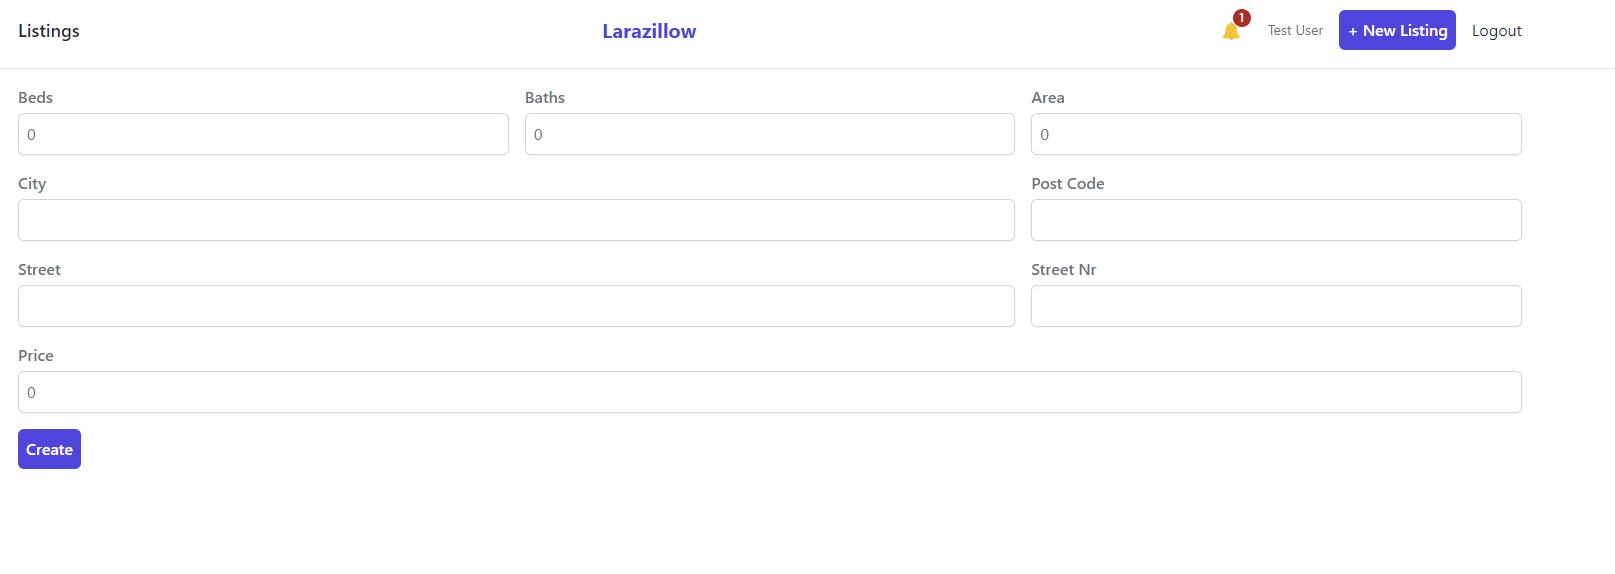 Listings Larazillow 1 Test User + New Listing Logout
Beds Baths Area
0 0 0
City Post Code
Street Street Nr
Price
0
Create